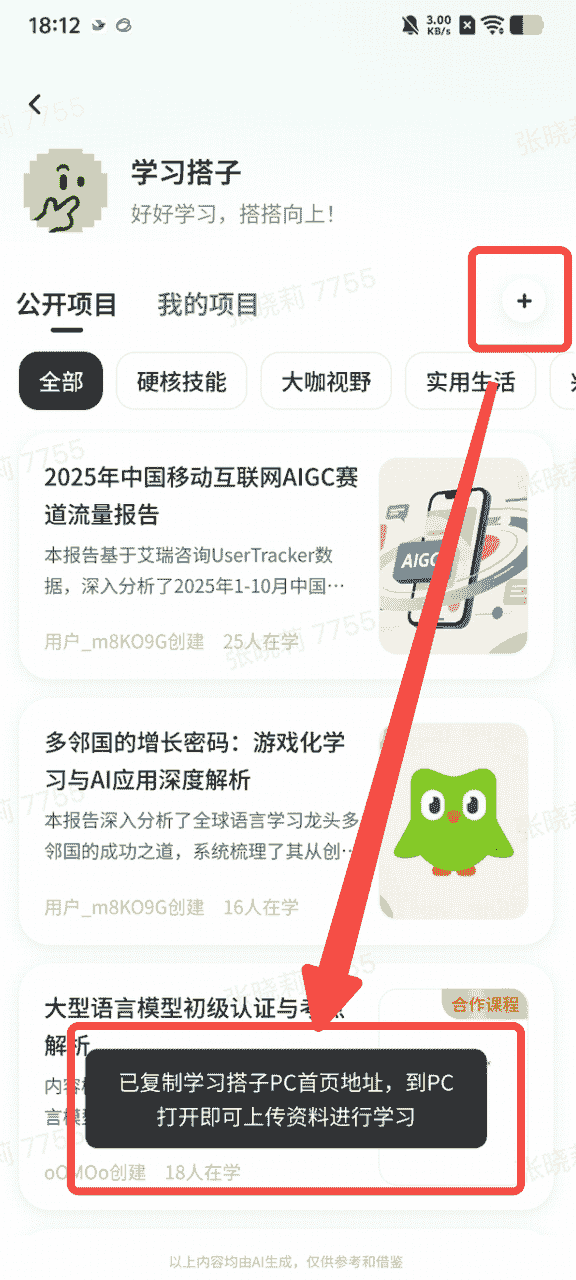 18:12
3.00
KB/s
学习搭子
好好学习，搭搭向上！
公开项目 我的项目
+
全部 硬核技能 大咖视野 实用生活
2025年中国移动互联网AIGC赛
道流量报告
本报告基于艾瑞咨询UserTracker数
据，深入分析了2025年1-10月中国…
用户_m8KO9G创建 25人在学
AIGC
多邻国的增长密码：游戏化学
习与AI应用深度解析
本报告深入分析了全球语言学习龙头多
邻国的成功之道，系统梳理了其从创…
用户_m8KO9G创建 16人在学
合作课程
大型语言模型初级认证与考点
解析
内容
言模型
已复制学习搭子PC首页地址，到PC
打开即可上传资料进行学习
oOMOo创建 18人在学
以上内容均由AI生成，仅供参考和借鉴
张晓莉 7755